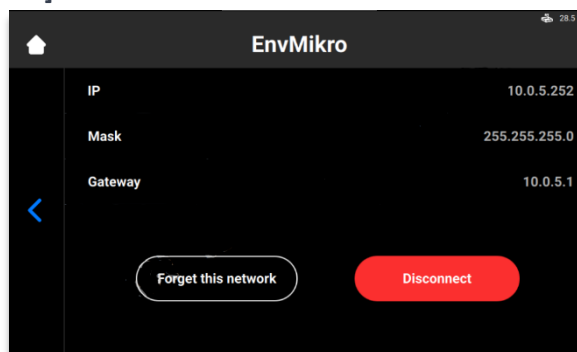 28.5
EnvMikro
IP 10.0.5.252
Mask 255.255.255.0
Gateway 10.0.5.1
Forget this network Disconnect